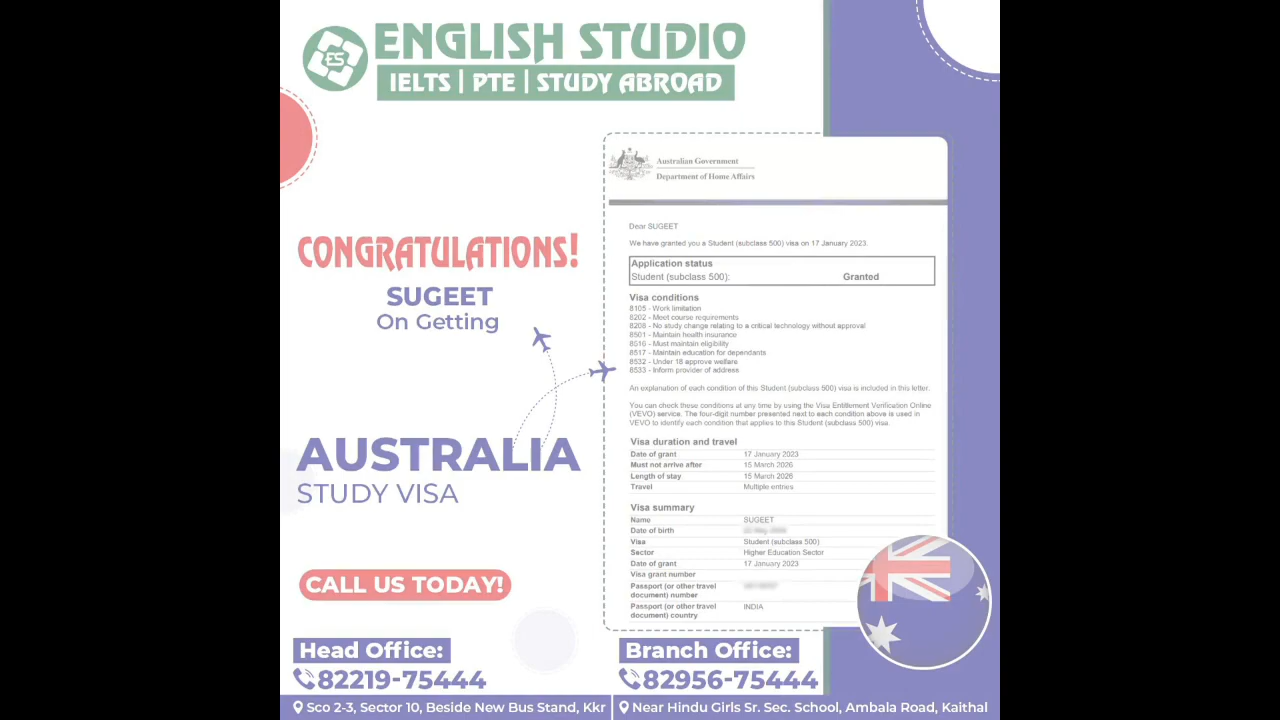 ES
ENGLISH STUDIO
IELTS | PTE | STUDY ABROAD
CONGRATULATIONS!
SUGEET
On Getting
AUSTRALIA
STUDY VISA
CALL US TODAY!
Australian Government
Department of Home Affairs
Dear SUGEET
We have granted you a Student (subclass 500) visa on 17 January 2023.
Application status
Student (subclass 500): Granted
Visa conditions
8105 - Work limitation
8202 - Meet course requirements
8208 - No study change relating to a critical technology without approval
8501 - Maintain health insurance
8516 - Must maintain eligibility
8517 - Maintain education for dependants
8532 - Under 18 approve welfare
8533 - Inform provider of address
An explanation of each condition of this Student (subclass 500) visa is included in this letter.
You can check these conditions at any time by using the Visa Entitlement Verification Online
(VEVO) service. The four-digit number presented next to each condition above is used in
VEVO to identify each condition that applies to this Student (subclass 500) visa.
Visa duration and travel
Date of grant 17 January 2023
Must not arrive after 15 March 2026
Length of stay 15 March 2026
Travel Multiple entries
Visa summary
Name SUGEET
Date of birth
Visa Student (subclass 500)
Sector Higher Education Sector
Date of grant 17 January 2023
Visa grant number
Passport (or other travel
document) number
Passport (or other travel INDIA
document) country
Head Office:
82219-75444
Sco 2-3, Sector 10, Beside New Bus Stand, Kkr
Branch Office:
82956-75444
Near Hindu Girls Sr. Sec. School, Ambala Road, Kaithal